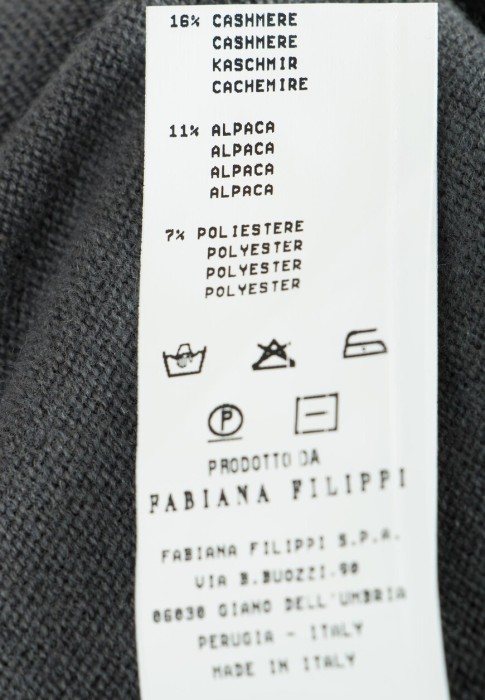 16% CASHMERE
CASHMERE
KASCHMIR
CACHEMIRE
11% ALPACA
ALPACA
ALPACA
ALPACA
7% POLIESTERE
POLYESTER
POLYESTER
POLYESTER
P
PRODOTTO DA
FABIANA FILIPPI
FABIANA FILIPPI S.P.A.
VIA B.BUOZZI.90
06030 GIANO DELL'UMBRIA
PERUGIA - ITALY
MADE IN ITALY